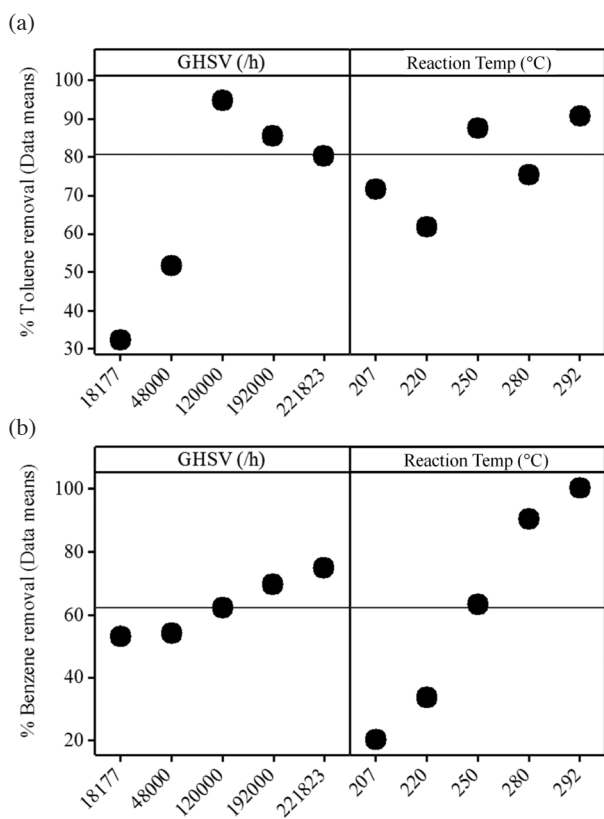 (a)
GHSV (/h) Reaction Temp (°C)
% Toluene removal (Data means)
100
90
80
70
60
50
40
30
18177 48000 120000 192000 221823 207 220 250 280 292
(b)
GHSV (/h) Reaction Temp (°C)
% Benzene removal (Data means)
100
80
60
40
20
18177 48000 120000 192000 221823 207 220 250 280 292